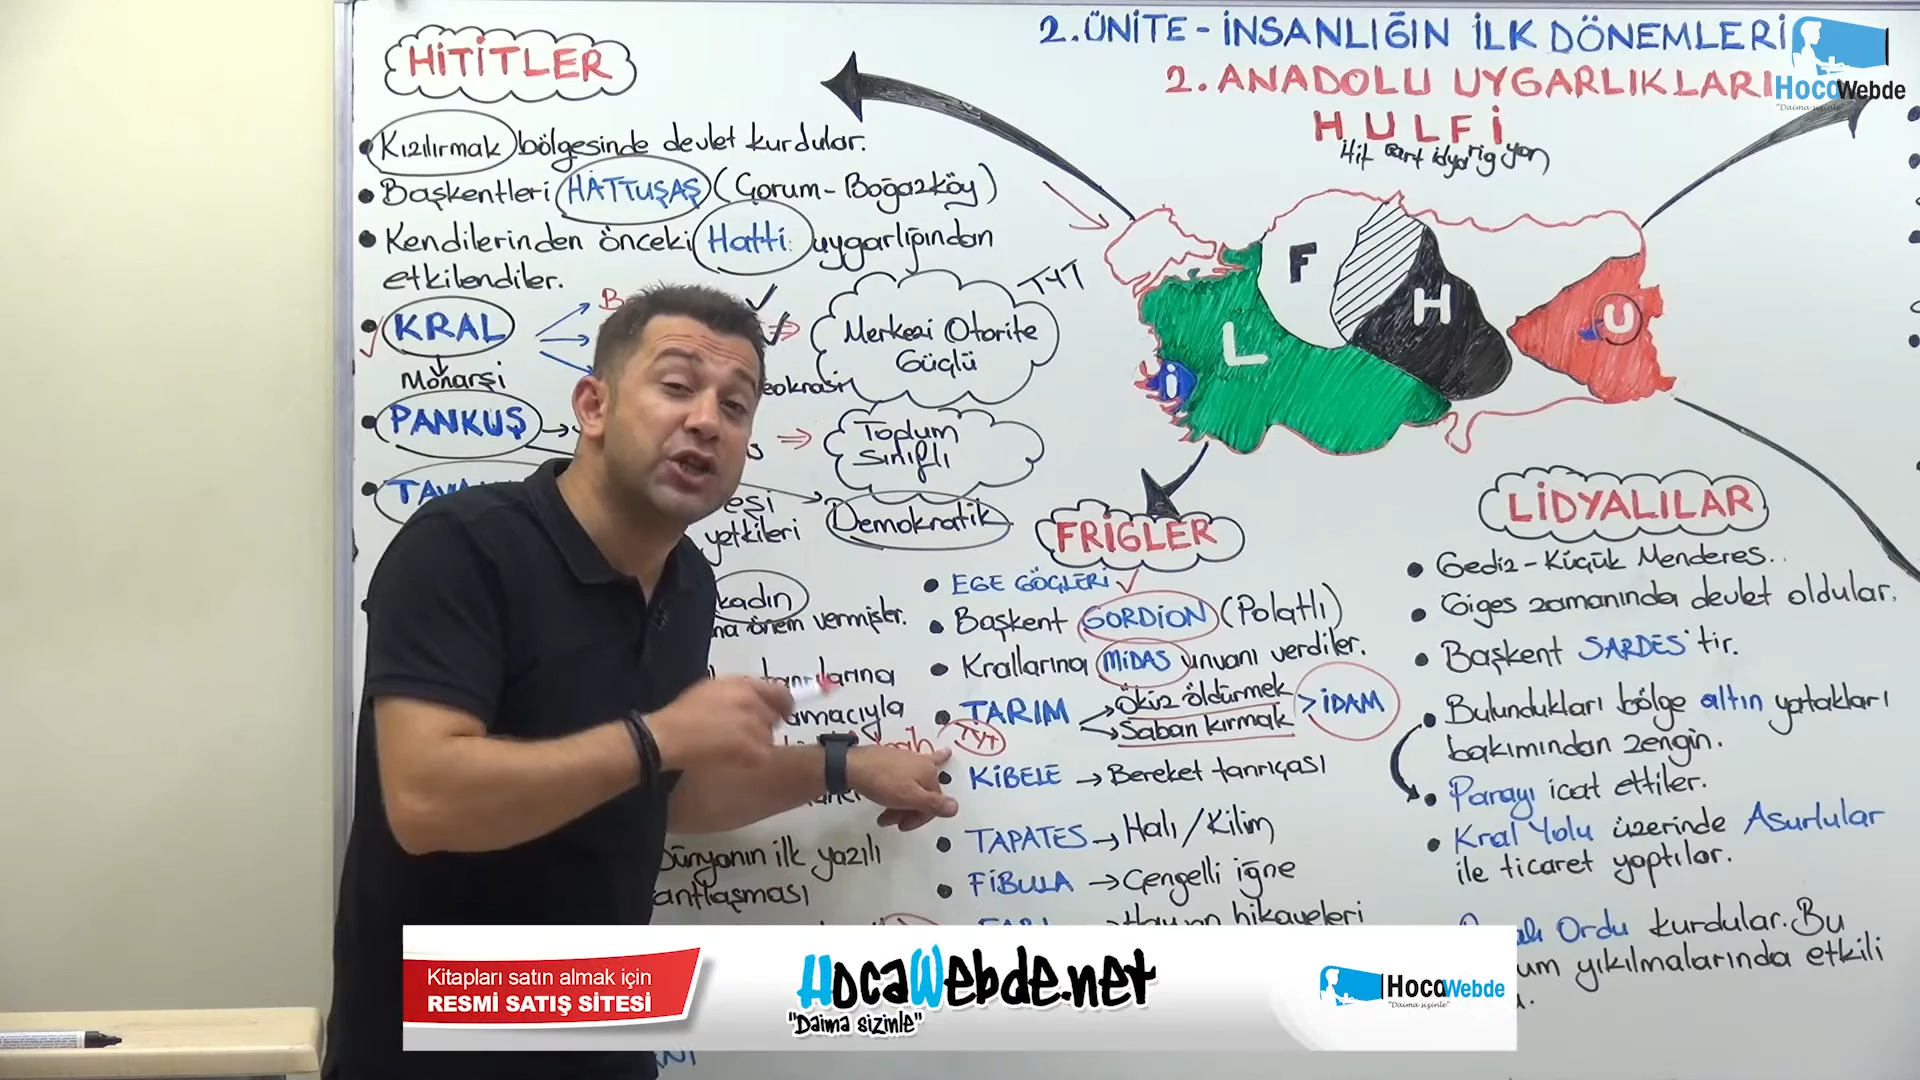 2. ÜNİTE - İNSANLIĞIN İLK DÖNEMLERİ
2. ANADOLU UYGARLIKLARI
HULFİ
HocaWebde
"Daima sizinle"
HİTİTLER
Kızılırmak bölgesinde devlet kurdular.
Başkentleri HATTUŞAŞ (Çorum-Boğazköy)
Kendilerinden önceki Hatti uygarlığından
etkilendiler.
KRAL
Monarşi
Merkezi Otorite
Güçlü
TYT
PANKUŞ
Toplum
Sınıflı
Demokratik
yetkileri
kadın
önem vermişler.
tanrılarına
amacıyla
Dünyanın ilk yazılı
antlaşması
F
H
U
L
İ
FRİGLER
EGE GÖÇLERİ
Başkent GORDİON (Polatlı)
Krallarına MİDAS unvanı verdiler.
TARIM
Öküz öldürmek
Saban kırmak
> İDAM
TYT
KİBELE → Bereket tanrıçası
TAPATES → Halı/Kilim
FİBULA → Çengelli iğne
hikayeleri
LİDYALILAR
Gediz - Küçük Menderes..
Giges zamanında devlet oldular.
Başkent SARDES'tir.
Bulundukları bölge altın yatakları
bakımından zengin.
Parayı icat ettiler.
Kral Yolu üzerinde Asurlular
ile ticaret yaptılar.
Ordu kurdular. Bu
yıkılmalarında etkili
Kitapları satın almak için
RESMİ SATIŞ SİTESİ
HocaWebde.net
"Daima sizinle"
HocaWebde
"Daima sizinle"